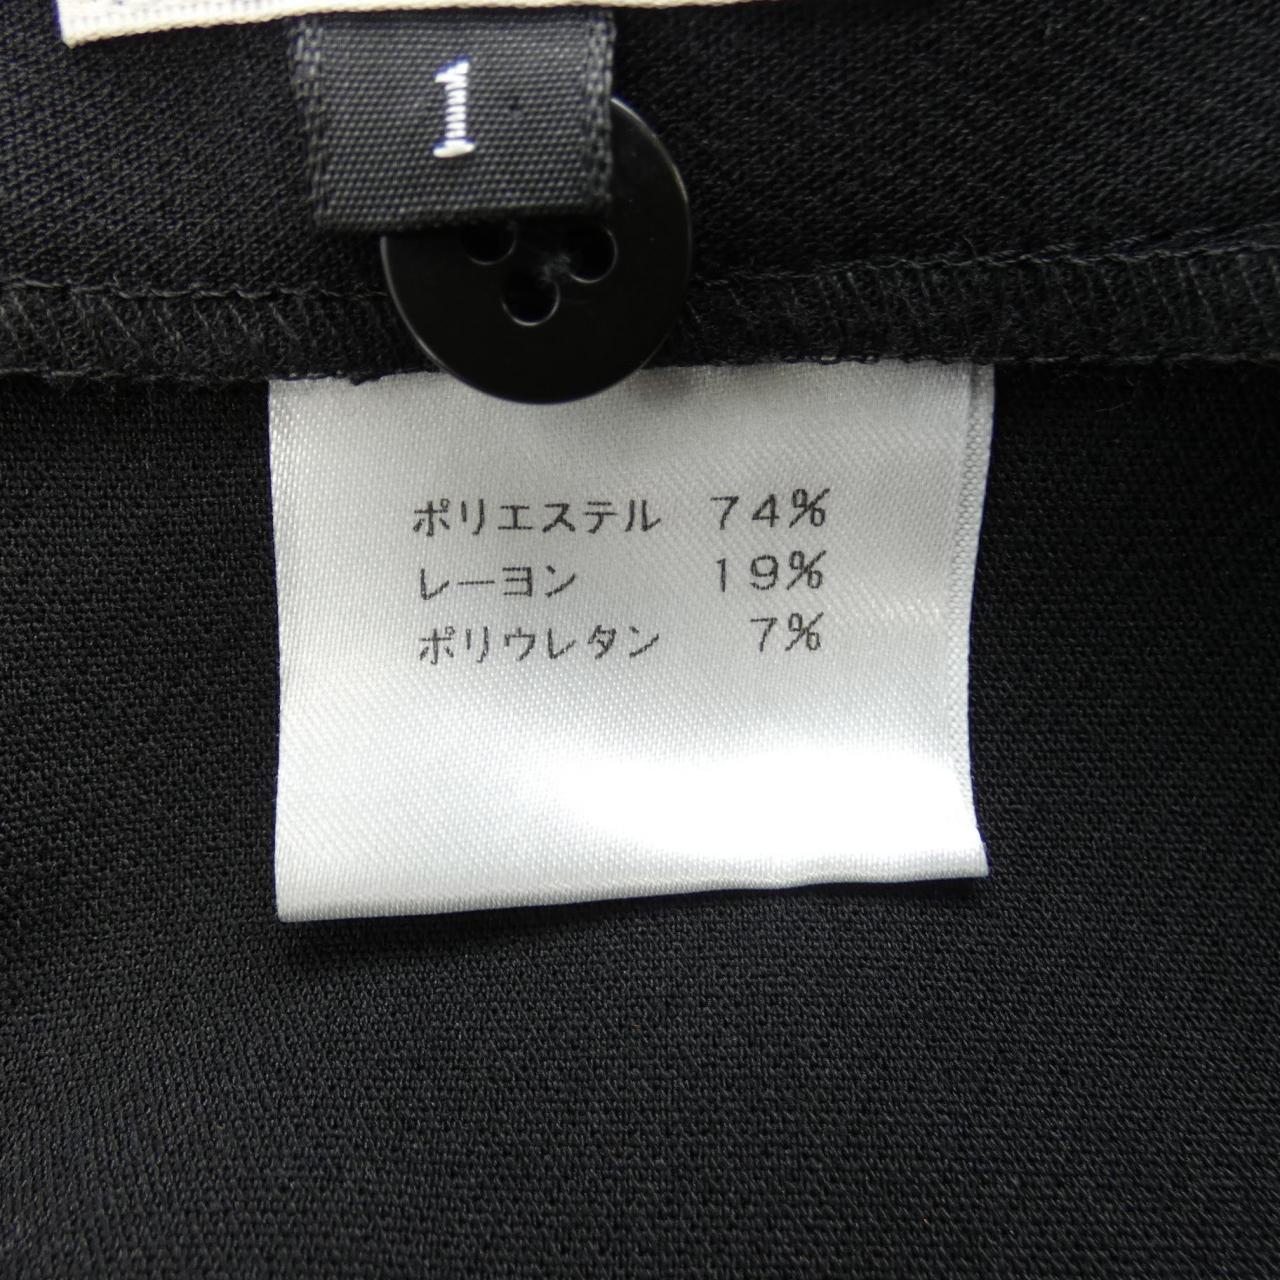 1
ポリエステル 74%
レーヨン 19%
ポリウレタン 7%